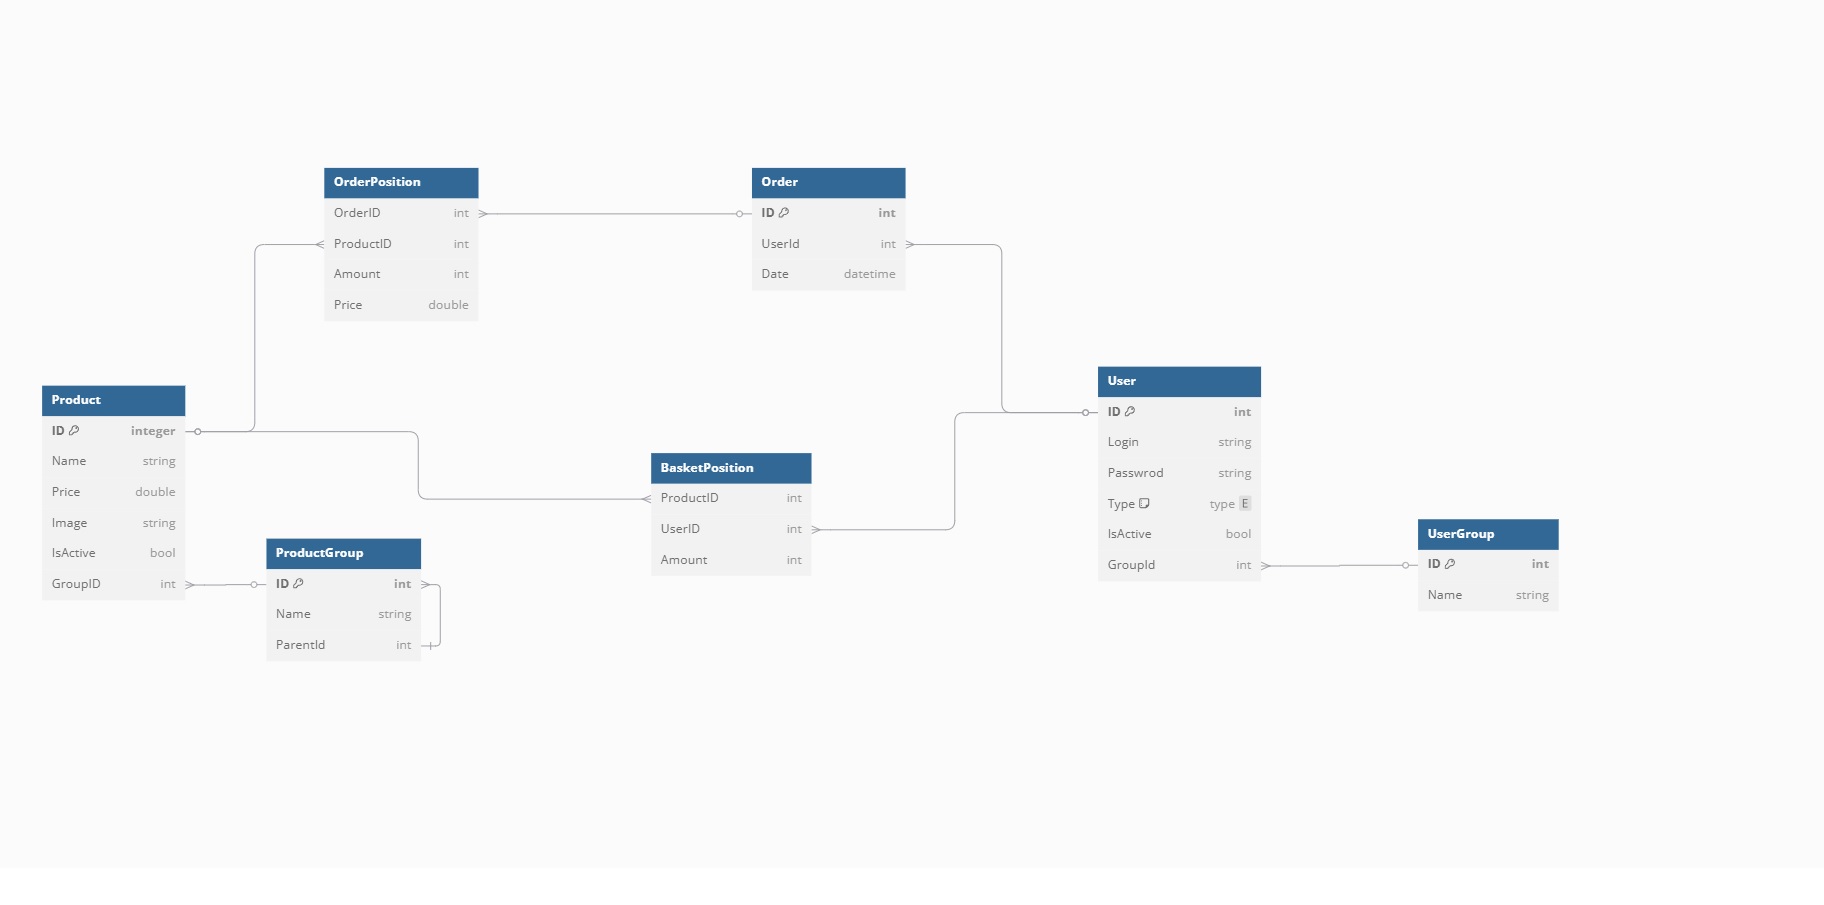 OrderPosition
OrderID int
ProductID int
Amount int
Price double
Order
ID int
UserId int
Date datetime
Product
ID integer
Name string
Price double
Image string
IsActive bool
GroupID int
ProductGroup
ID int
Name string
ParentId int
BasketPosition
ProductID int
UserID int
Amount int
User
ID int
Login string
Passwrod string
Type type E
IsActive bool
GroupId int
UserGroup
ID int
Name string